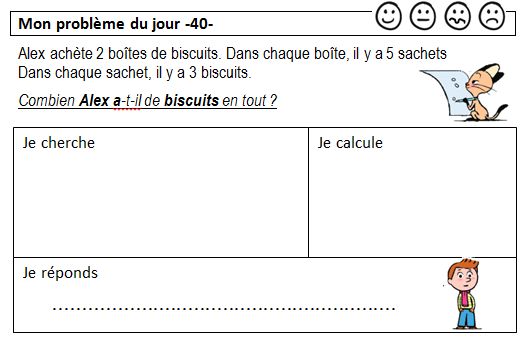 Mon problème du jour -40-
Alex achète 2 boîtes de biscuits. Dans chaque boîte, il y a 5 sachets
Dans chaque sachet, il y a 3 biscuits.
Combien Alex a-t-il de biscuits en tout ?
Je cherche
Je calcule
Je réponds
……………………………………………………